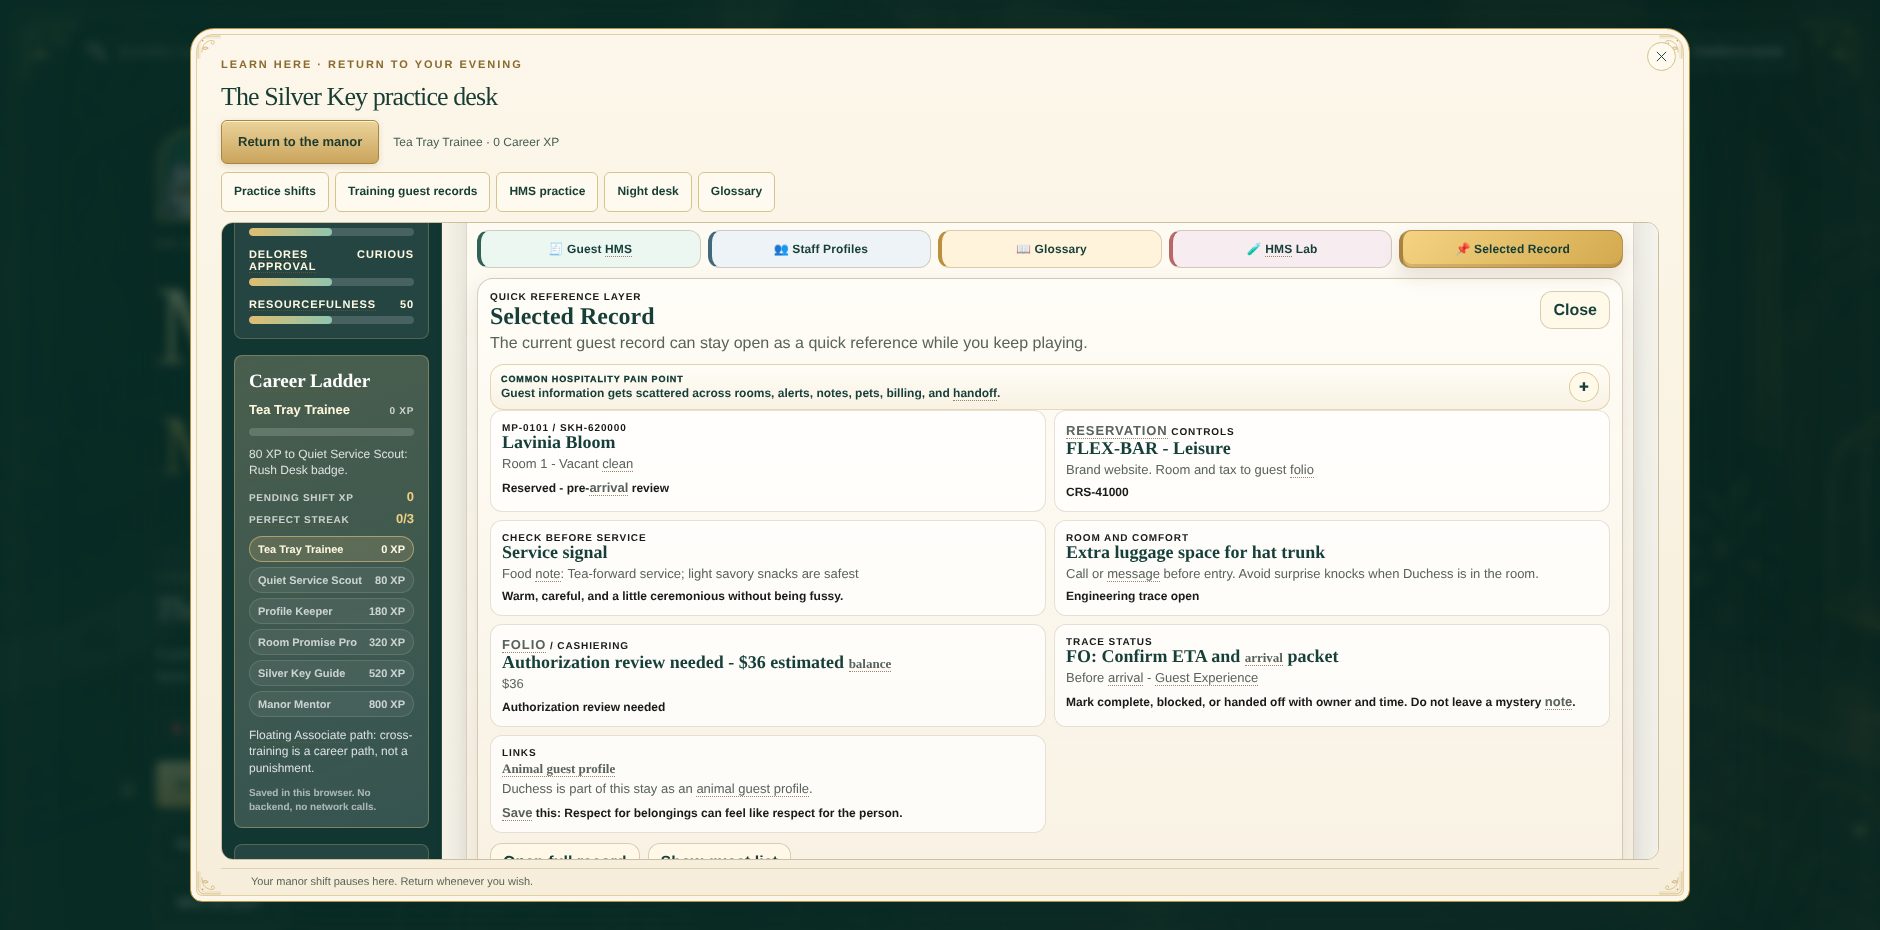 LEARN HERE · RETURN TO YOUR EVENING
The Silver Key practice desk
Return to the manor
Tea Tray Trainee · 0 Career XP
Practice shifts
Training guest records
HMS practice
Night desk
Glossary
DELORES APPROVAL
CURIOUS
RESOURCEFULNESS 50
Career Ladder
Tea Tray Trainee 0 XP
80 XP to Quiet Service Scout:
Rush Desk badge.
PENDING SHIFT XP 0
PERFECT STREAK 0/3
Tea Tray Trainee 0 XP
Quiet Service Scout 80 XP
Profile Keeper 180 XP
Room Promise Pro 320 XP
Silver Key Guide 520 XP
Manor Mentor 800 XP
Floating Associate path: cross-
training is a career path, not a
punishment.
Saved in this browser. No
backend, no network calls.
🧾 Guest HMS
👥 Staff Profiles
📖 Glossary
🧪 HMS Lab
📌 Selected Record
QUICK REFERENCE LAYER
Selected Record
Close
The current guest record can stay open as a quick reference while you keep playing.
COMMON HOSPITALITY PAIN POINT
Guest information gets scattered across rooms, alerts, notes, pets, billing, and handoff.
+
MP-0101 / SKH-620000
Lavinia Bloom
Room 1 - Vacant clean
Reserved - pre-arrival review
RESERVATION CONTROLS
FLEX-BAR - Leisure
Brand website. Room and tax to guest folio
CRS-41000
CHECK BEFORE SERVICE
Service signal
Food note: Tea-forward service; light savory snacks are safest
Warm, careful, and a little ceremonious without being fussy.
ROOM AND COMFORT
Extra luggage space for hat trunk
Call or message before entry. Avoid surprise knocks when Duchess is in the room.
Engineering trace open
FOLIO / CASHIERING
Authorization review needed - $36 estimated balance
$36
Authorization review needed
TRACE STATUS
FO: Confirm ETA and arrival packet
Before arrival - Guest Experience
Mark complete, blocked, or handed off with owner and time. Do not leave a mystery note.
LINKS
Animal guest profile
Duchess is part of this stay as an animal guest profile.
Save this: Respect for belongings can feel like respect for the person.
Open full record
Show guest list
Your manor shift pauses here. Return whenever you wish.